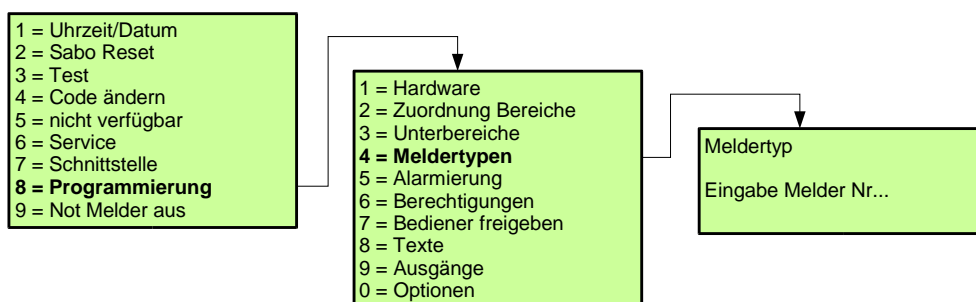 1 = Uhrzeit/Datum
2 = Sabo Reset
3 = Test
4 = Code ändern
5 = nicht verfügbar
6 = Service
7 = Schnittstelle
8 = Programmierung
9 = Not Melder aus
1 = Hardware
2 = Zuordnung Bereiche
3 = Unterbereiche
4 = Meldertypen
5 = Alarmierung
6 = Berechtigungen
7 = Bediener freigeben
8 = Texte
9 = Ausgänge
0 = Optionen
Meldertyp
Eingabe Melder Nr...